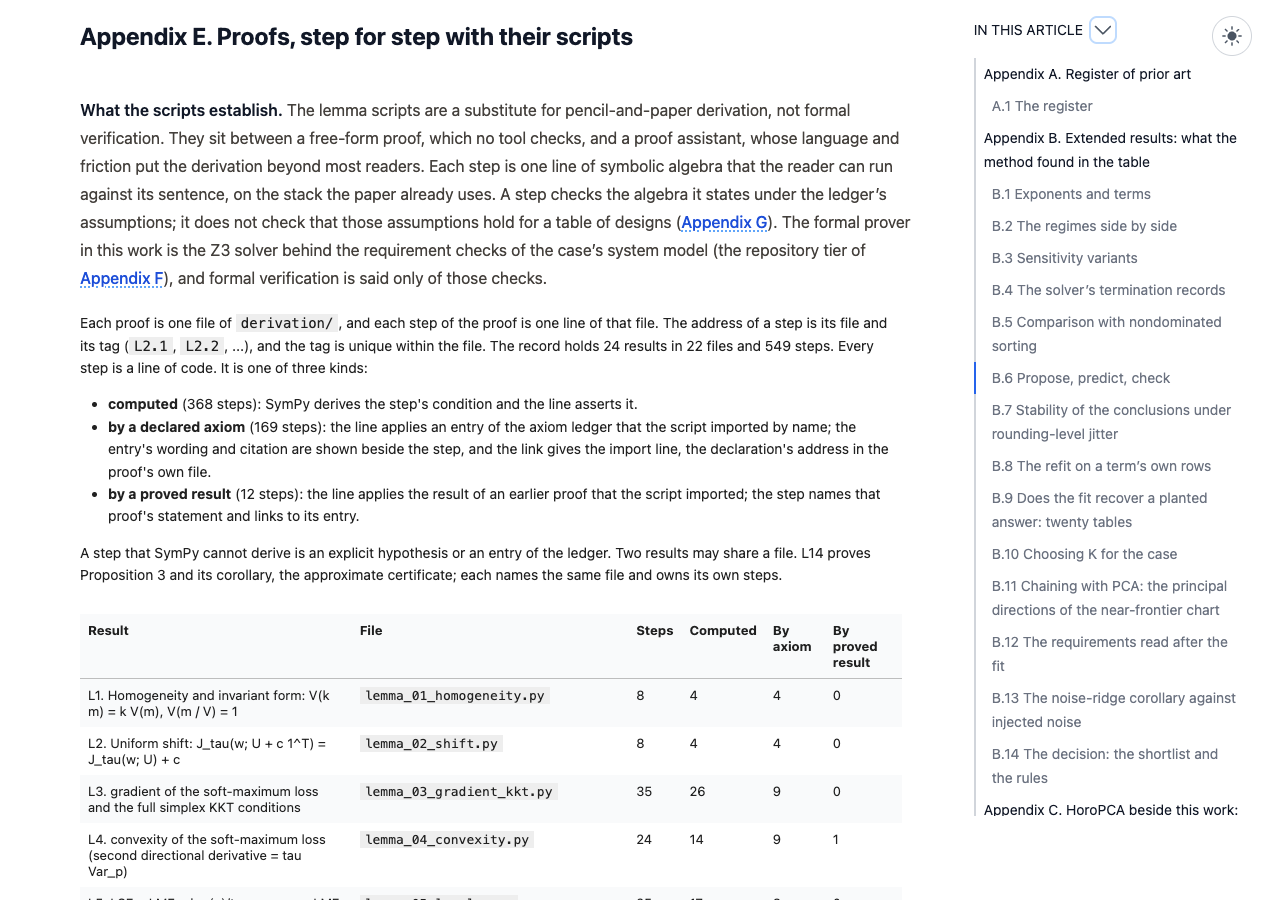 Appendix E. Proofs, step for step with their scripts
What the scripts establish. The lemma scripts are a substitute for pencil-and-paper derivation, not formal
verification. They sit between a free-form proof, which no tool checks, and a proof assistant, whose language and
friction put the derivation beyond most readers. Each step is one line of symbolic algebra that the reader can run
against its sentence, on the stack the paper already uses. A step checks the algebra it states under the ledger’s
assumptions; it does not check that those assumptions hold for a table of designs (Appendix G). The formal prover
in this work is the Z3 solver behind the requirement checks of the case’s system model (the repository tier of
Appendix F), and formal verification is said only of those checks.
Each proof is one file of derivation/, and each step of the proof is one line of that file. The address of a step is its file and
its tag (L2.1, L2.2, ...), and the tag is unique within the file. The record holds 24 results in 22 files and 549 steps. Every
step is a line of code. It is one of three kinds:
• computed (368 steps): SymPy derives the step's condition and the line asserts it.
• by a declared axiom (169 steps): the line applies an entry of the axiom ledger that the script imported by name; the
entry's wording and citation are shown beside the step, and the link gives the import line, the declaration's address in the
proof's own file.
• by a proved result (12 steps): the line applies the result of an earlier proof that the script imported; the step names that
proof's statement and links to its entry.
A step that SymPy cannot derive is an explicit hypothesis or an entry of the ledger. Two results may share a file. L14 proves
Proposition 3 and its corollary, the approximate certificate; each names the same file and owns its own steps.
Result File Steps Computed By axiom By proved result
L1. Homogeneity and invariant form: V(k
m) = k V(m), V(m / V) = 1
lemma_01_homogeneity.py 8 4 4 0
L2. Uniform shift: J_tau(w; U + c 1^T) =
J_tau(w; U) + c
lemma_02_shift.py 8 4 4 0
L3. gradient of the soft-maximum loss
and the full simplex KKT conditions
lemma_03_gradient_kkt.py 35 26 9 0
L4. convexity of the soft-maximum loss
(second directional derivative = tau
Var_p)
lemma_04_convexity.py 24 14 9 1
IN THIS ARTICLE
Appendix A. Register of prior art
A.1 The register
Appendix B. Extended results: what the
method found in the table
B.1 Exponents and terms
B.2 The regimes side by side
B.3 Sensitivity variants
B.4 The solver’s termination records
B.5 Comparison with nondominated
sorting
B.6 Propose, predict, check
B.7 Stability of the conclusions under
rounding-level jitter
B.8 The refit on a term’s own rows
B.9 Does the fit recover a planted
answer: twenty tables
B.10 Choosing K for the case
B.11 Chaining with PCA: the principal
directions of the near-frontier chart
B.12 The requirements read after the
fit
B.13 The noise-ridge corollary against
injected noise
B.14 The decision: the shortlist and
the rules
Appendix C. HoroPCA beside this work: